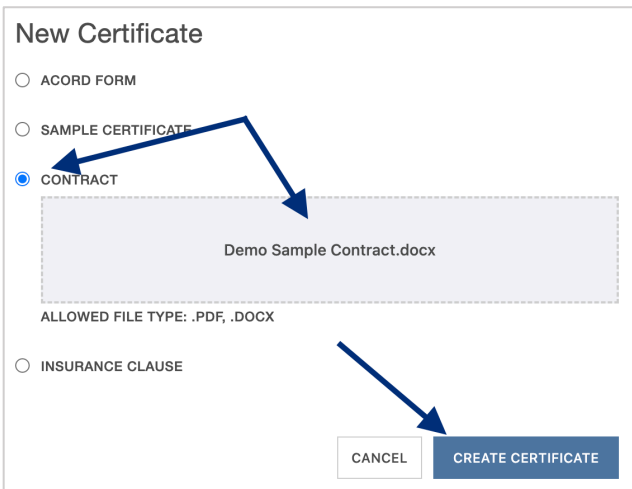 New Certificate
ACORD FORM
SAMPLE CERTIFICATE
CONTRACT
Demo Sample Contract.docx
ALLOWED FILE TYPE: .PDF, .DOCX
INSURANCE CLAUSE
CANCEL
CREATE CERTIFICATE